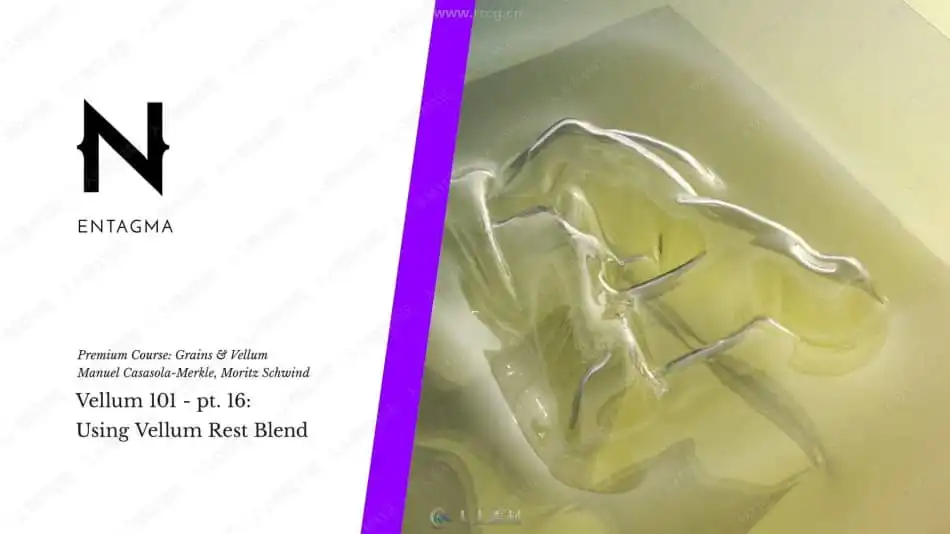 www.rrcg.cn
ENTAGMA
Premium Course: Grains & Vellum
Manuel Casasola-Merkle, Moritz Schwind
Vellum 101 - pt. 16:
Using Vellum Rest Blend